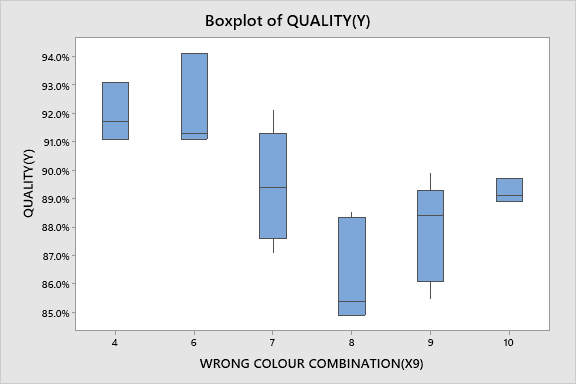 Boxplot of QUALITY(Y)
QUALITY(Y)
94.0%
93.0%
92.0%
91.0%
90.0%
89.0%
88.0%
87.0%
86.0%
85.0%
4 6 7 8 9 10
WRONG COLOUR COMBINATION(X9)